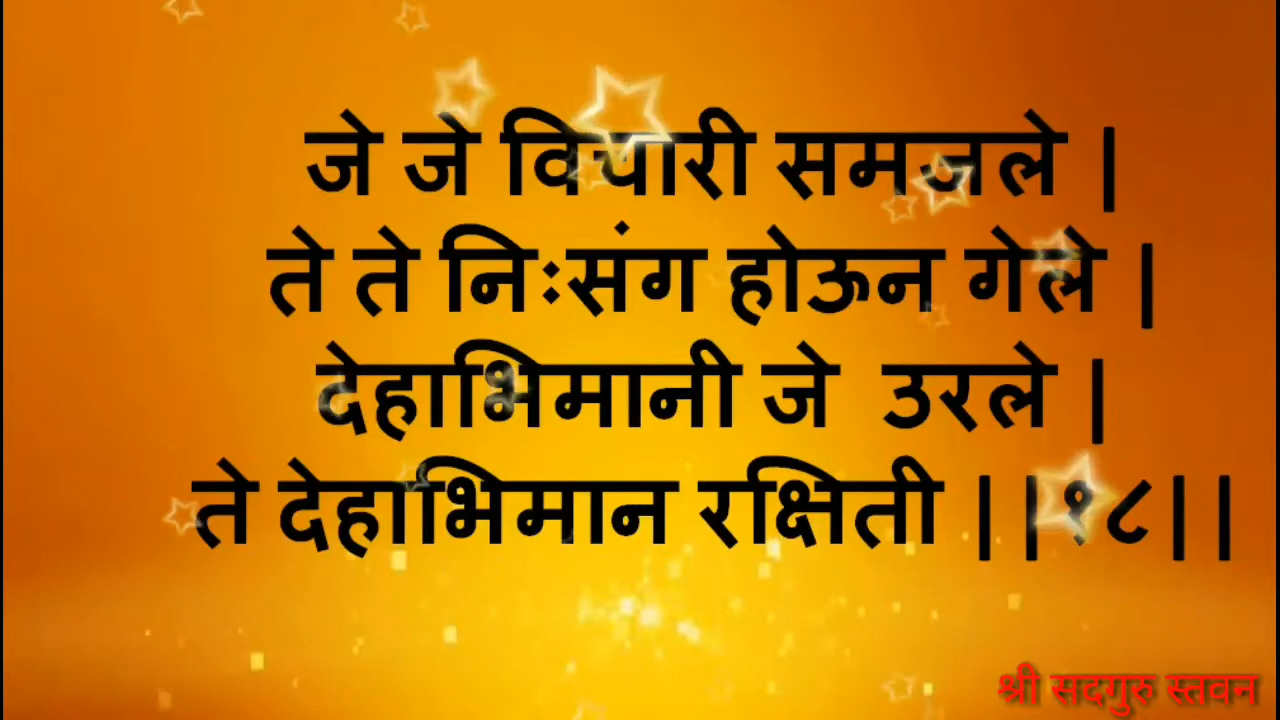 जे जे विचारी समजले |
ते ते निःसंग होऊन गेले |
देहाभिमानी जे उरले |
ते देहाभिमान रक्षिती ||१८||
श्री सदगुरु स्तवन